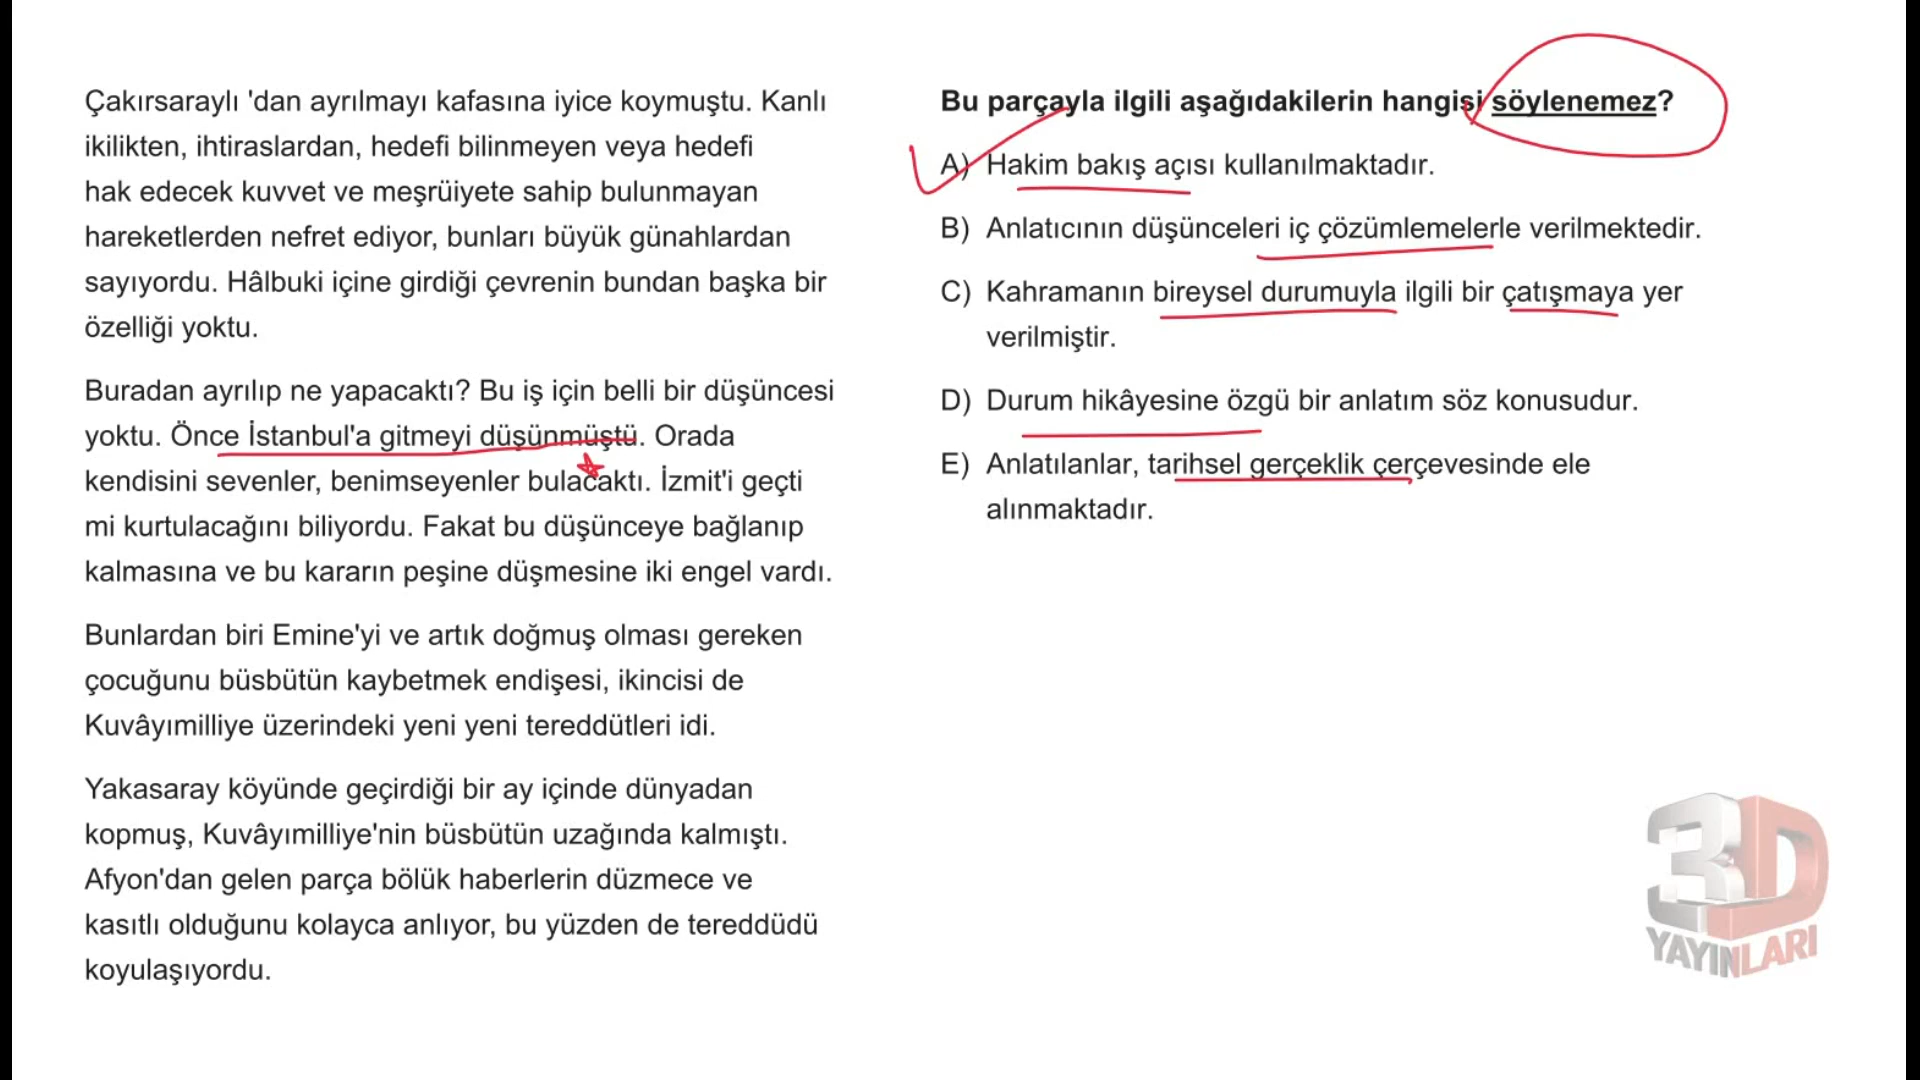 Çakırsaraylı 'dan ayrılmayı kafasına iyice koymuştu. Kanlı
ikilikten, ihtiraslardan, hedefi bilinmeyen veya hedefi
hak edecek kuvvet ve meşrüiyete sahip bulunmayan
hareketlerden nefret ediyor, bunları büyük günahlardan
sayıyordu. Hâlbuki içine girdiği çevrenin bundan başka bir
özelliği yoktu.
Buradan ayrılıp ne yapacaktı? Bu iş için belli bir düşüncesi
yoktu. Önce İstanbul'a gitmeyi düşünmüştü. Orada
kendisini sevenler, benimseyenler bulacaktı. İzmit'i geçti
mi kurtulacağını biliyordu. Fakat bu düşünceye bağlanıp
kalmasına ve bu kararın peşine düşmesine iki engel vardı.
Bunlardan biri Emine'yi ve artık doğmuş olması gereken
çocuğunu büsbütün kaybetmek endişesi, ikincisi de
Kuvâyımilliye üzerindeki yeni yeni tereddütleri idi.
Yakasaray köyünde geçirdiği bir ay içinde dünyadan
kopmuş, Kuvâyımilliye'nin büsbütün uzağında kalmıştı.
Afyon'dan gelen parça bölük haberlerin düzmece ve
kasıtlı olduğunu kolayca anlıyor, bu yüzden de tereddüdü
koyulaşıyordu.
Bu parçayla ilgili aşağıdakilerin hangisi söylenemez?
A) Hakim bakış açısı kullanılmaktadır.
B) Anlatıcının düşünceleri iç çözümlemelerle verilmektedir.
C) Kahramanın bireysel durumuyla ilgili bir çatışmaya yer
verilmiştir.
D) Durum hikâyesine özgü bir anlatım söz konusudur.
E) Anlatılanlar, tarihsel gerçeklik çerçevesinde ele
alınmaktadır.
3D
YAYINLARI